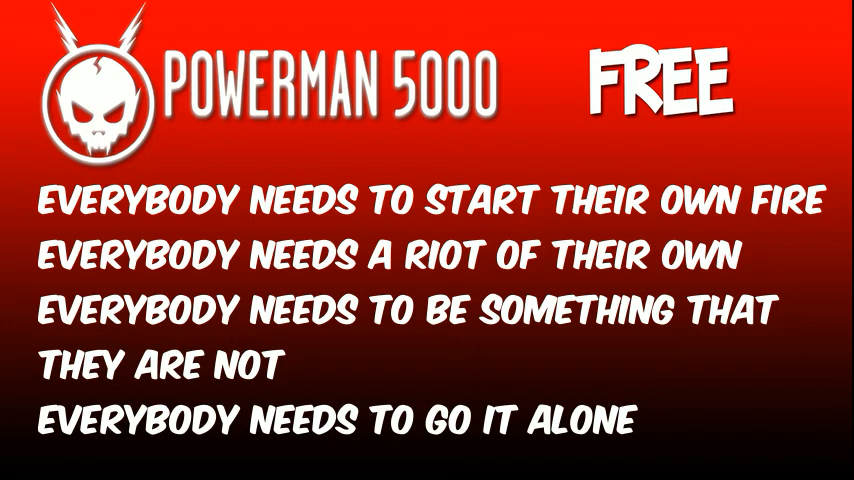 POWERMAN 5000
FREE
EVERYBODY NEEDS TO START THEIR OWN FIRE
EVERYBODY NEEDS A RIOT OF THEIR OWN
EVERYBODY NEEDS TO BE SOMETHING THAT
THEY ARE NOT
EVERYBODY NEEDS TO GO IT ALONE